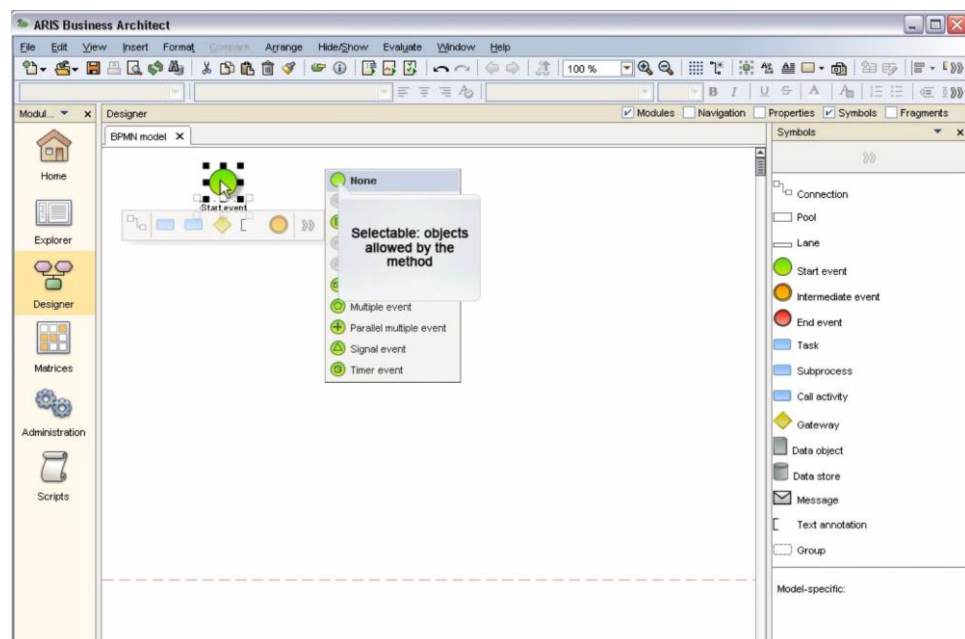 ARIS Business Architect
File Edit View Insert Format Compare Arrange Hide/Show Evaluate Window Help
100 %
B I U S A
Modul... Designer Modules Navigation Properties Symbols Fragments
BPMN model
Symbols
Home
Explorer
Designer
Matrices
Administration
Scripts
Start event
None
Selectable: objects
allowed by the
method
Multiple event
Parallel multiple event
Signal event
Timer event
Connection
Pool
Lane
Start event
Intermediate event
End event
Task
Subprocess
Call activity
Gateway
Data object
Data store
Message
Text annotation
Group
Model-specific: